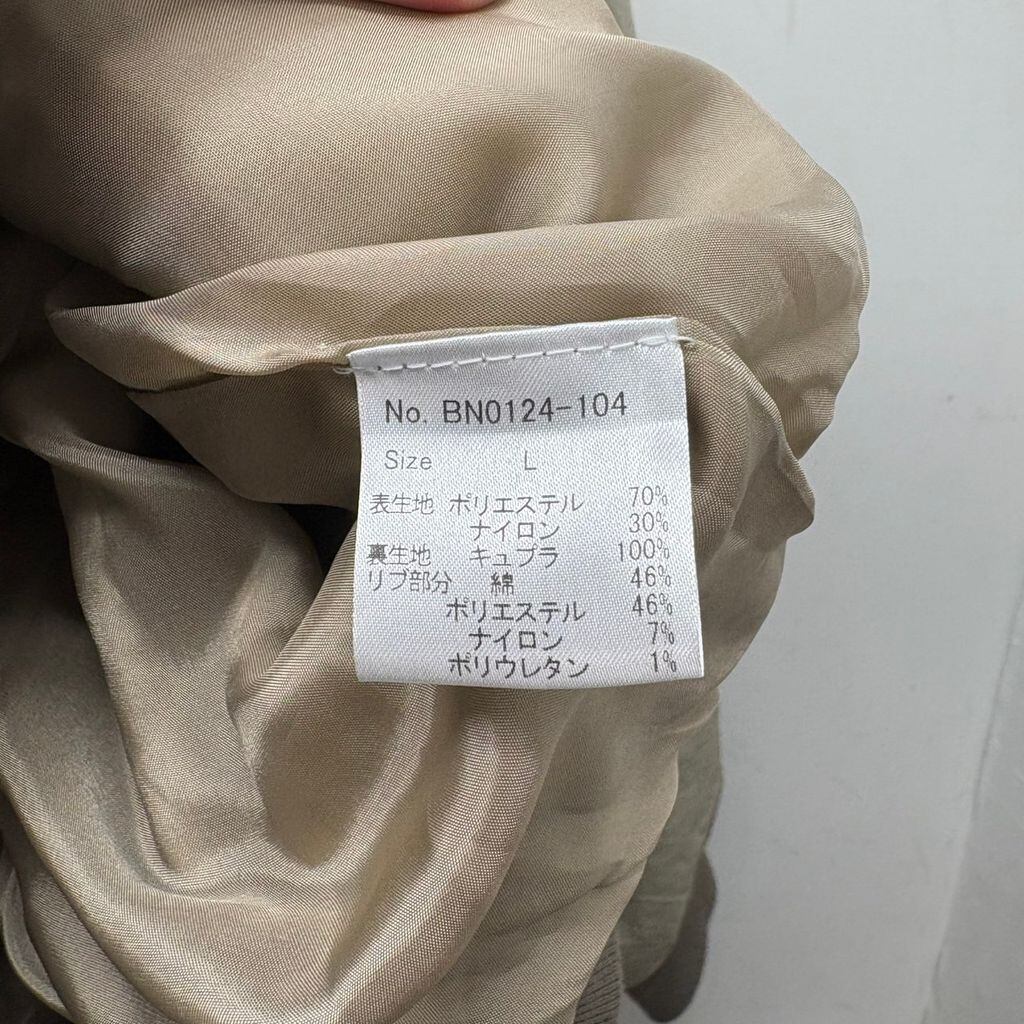 No. BN0124-104
Size L
表生地 ポリエステル 70%
ナイロン 30%
裏生地 キュプラ 100%
リブ部分 綿 46%
ポリエステル 46%
ナイロン 7%
ポリウレタン 1%